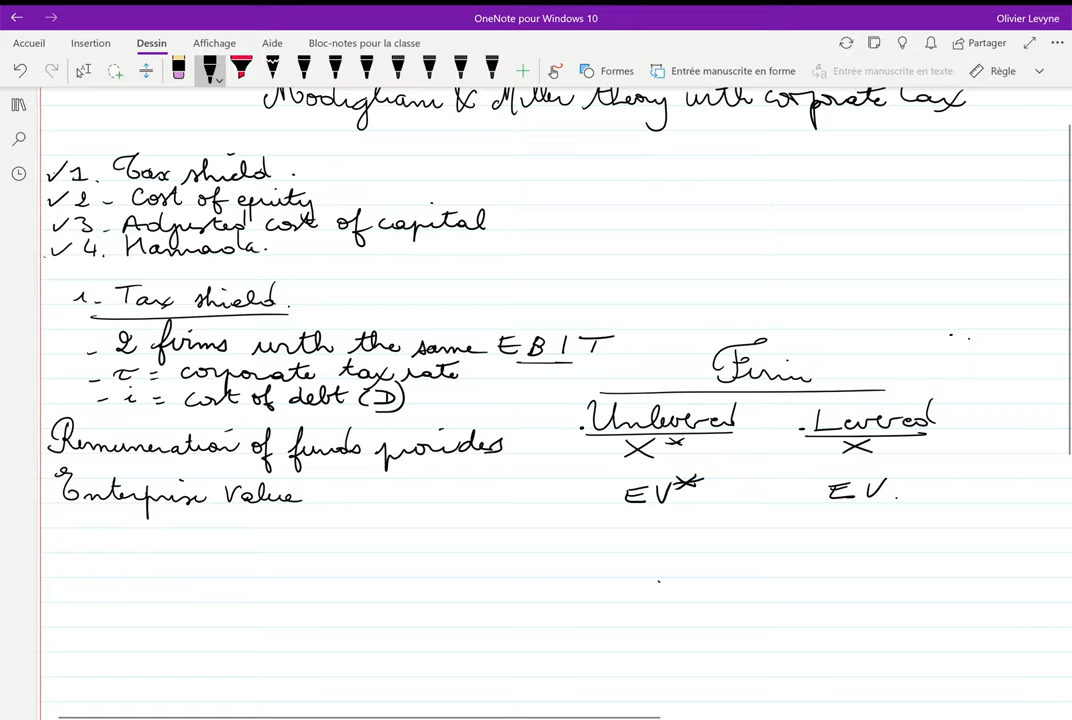 OneNote pour Windows 10
Olivier Levyne
Accueil Insertion Dessin Affichage Aide Bloc-notes pour la classe
Partager
Formes Entrée manuscrite en forme Entrée manuscrite en texte Règle
Modigliani & Miller theory with corporate tax
✓ 1. Tax shield.
✓ 2 - Cost of equity
✓ 3 - Adjusted cost of capital
✓ 4. Hamada.
1 - Tax shield.
- 2 firms with the same EBIT
- τ = corporate tax rate
- i = cost of debt (D)
Firm
Unlevered Levered
Remuneration of funds provides X* X
Enterprise Value EV* EV.